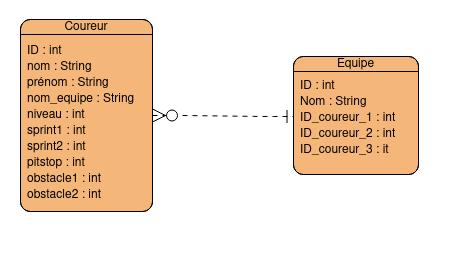 Coureur
ID : int
nom : String
prénom : String
nom_equipe : String
niveau : int
sprint1 : int
sprint2 : int
pitstop : int
obstacle1 : int
obstacle2 : int
Equipe
ID : int
Nom : String
ID_coureur_1 : int
ID_coureur_2 : int
ID_coureur_3 : it